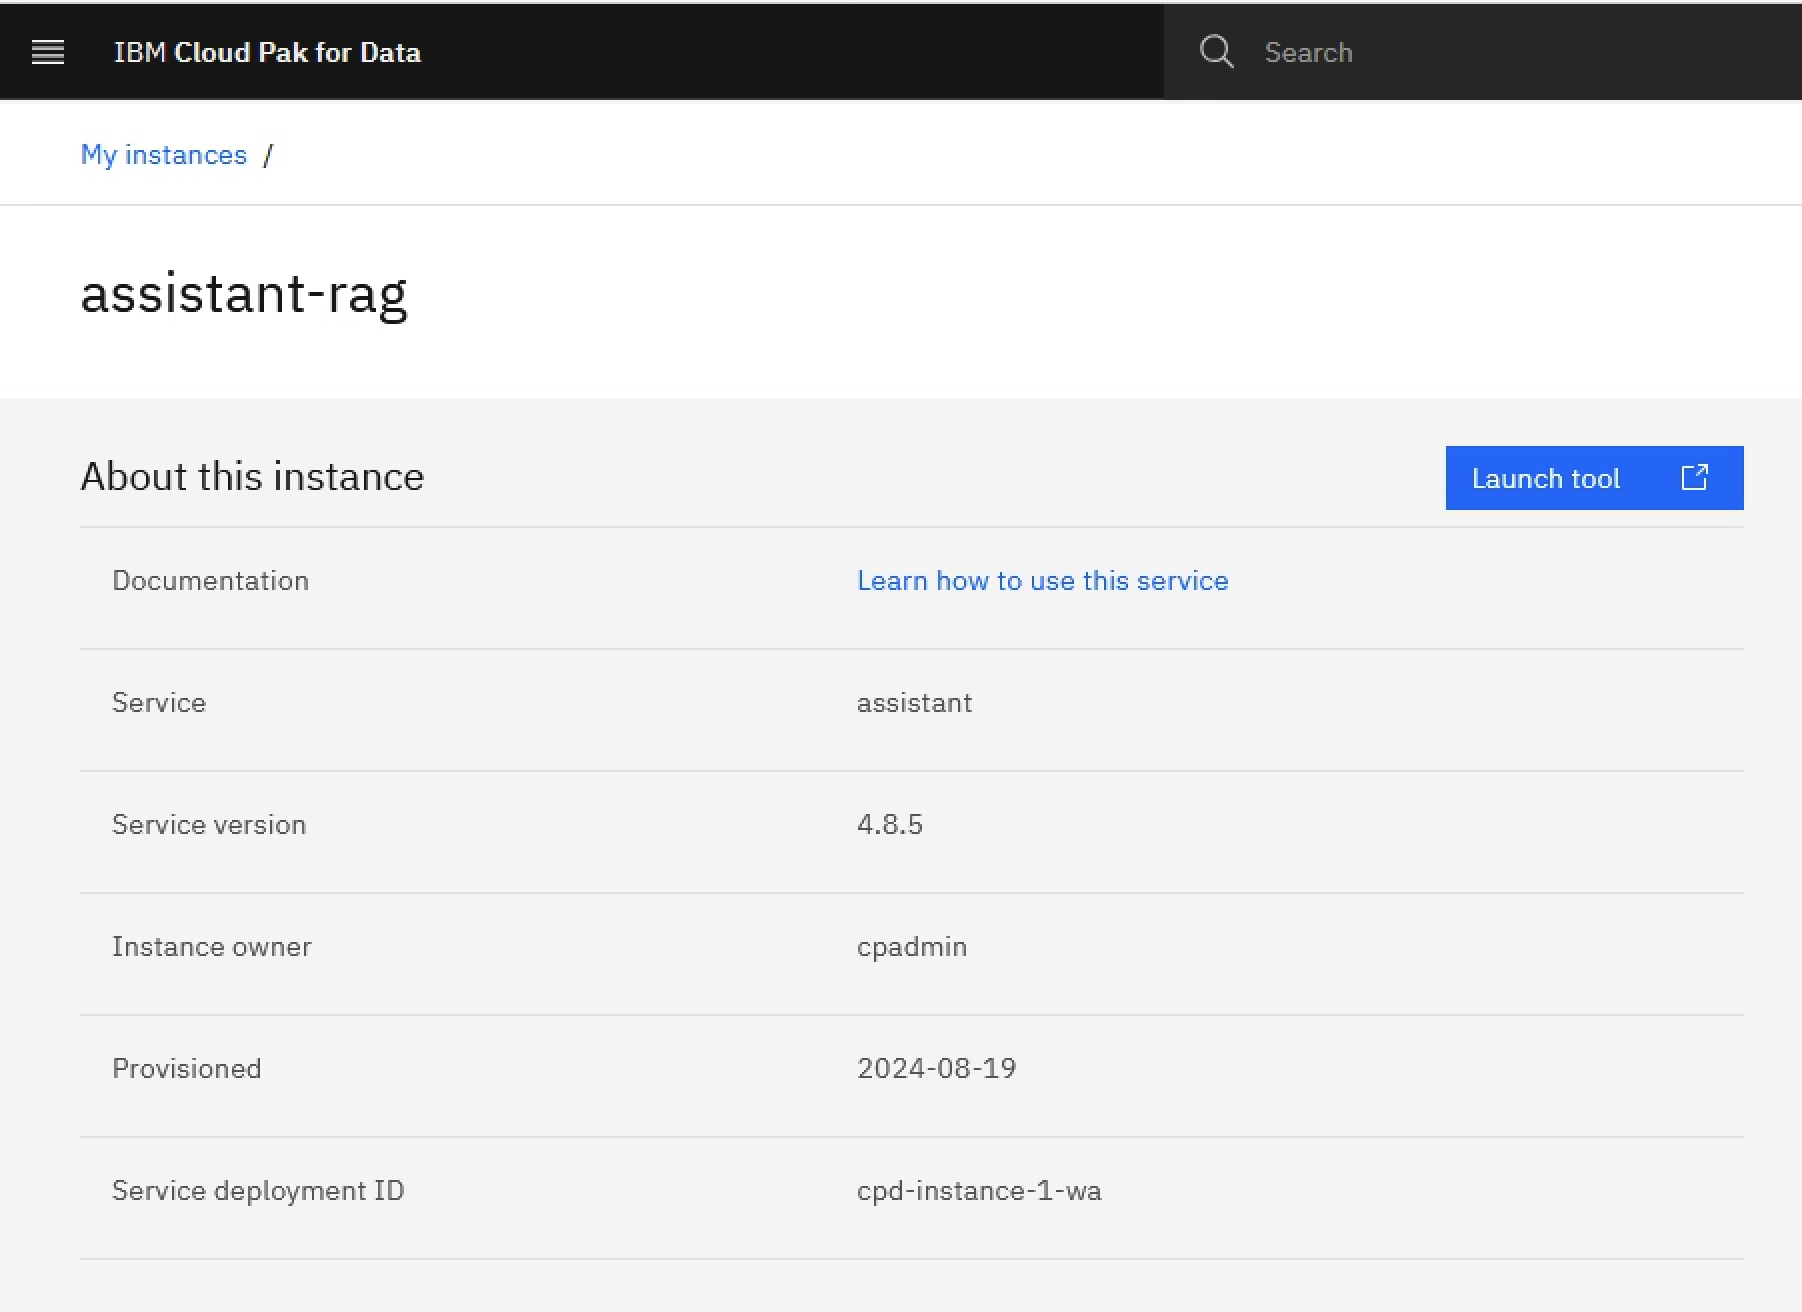 IBM Cloud Pak for Data
Search
My instances /
assistant-rag
About this instance
Launch tool
Documentation Learn how to use this service
Service assistant
Service version 4.8.5
Instance owner cpadmin
Provisioned 2024-08-19
Service deployment ID cpd-instance-1-wa